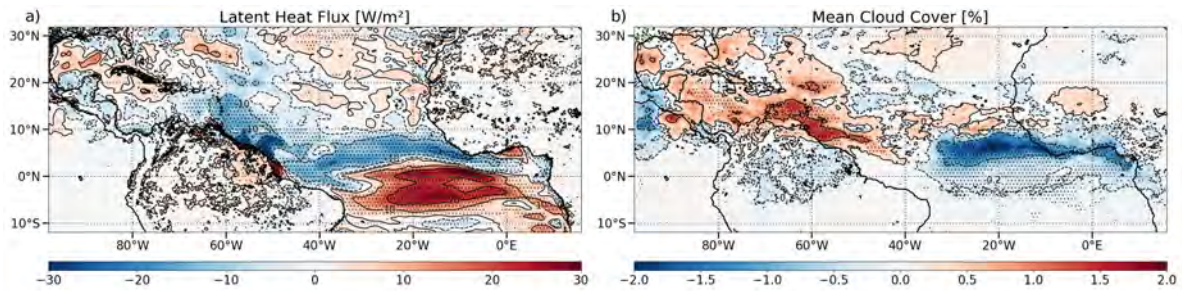 a) Latent Heat Flux [W/m²]
30°N
20°N
10°N
0°N
10°S
80°W 60°W 40°W 20°W 0°E
−30 −20 −10 0 10 20 30
b) Mean Cloud Cover [%]
30°N
20°N
10°N
0°N
10°S
80°W 60°W 40°W 20°W 0°E
−2.0 −1.5 −1.0 −0.5 0.0 0.5 1.0 1.5 2.0